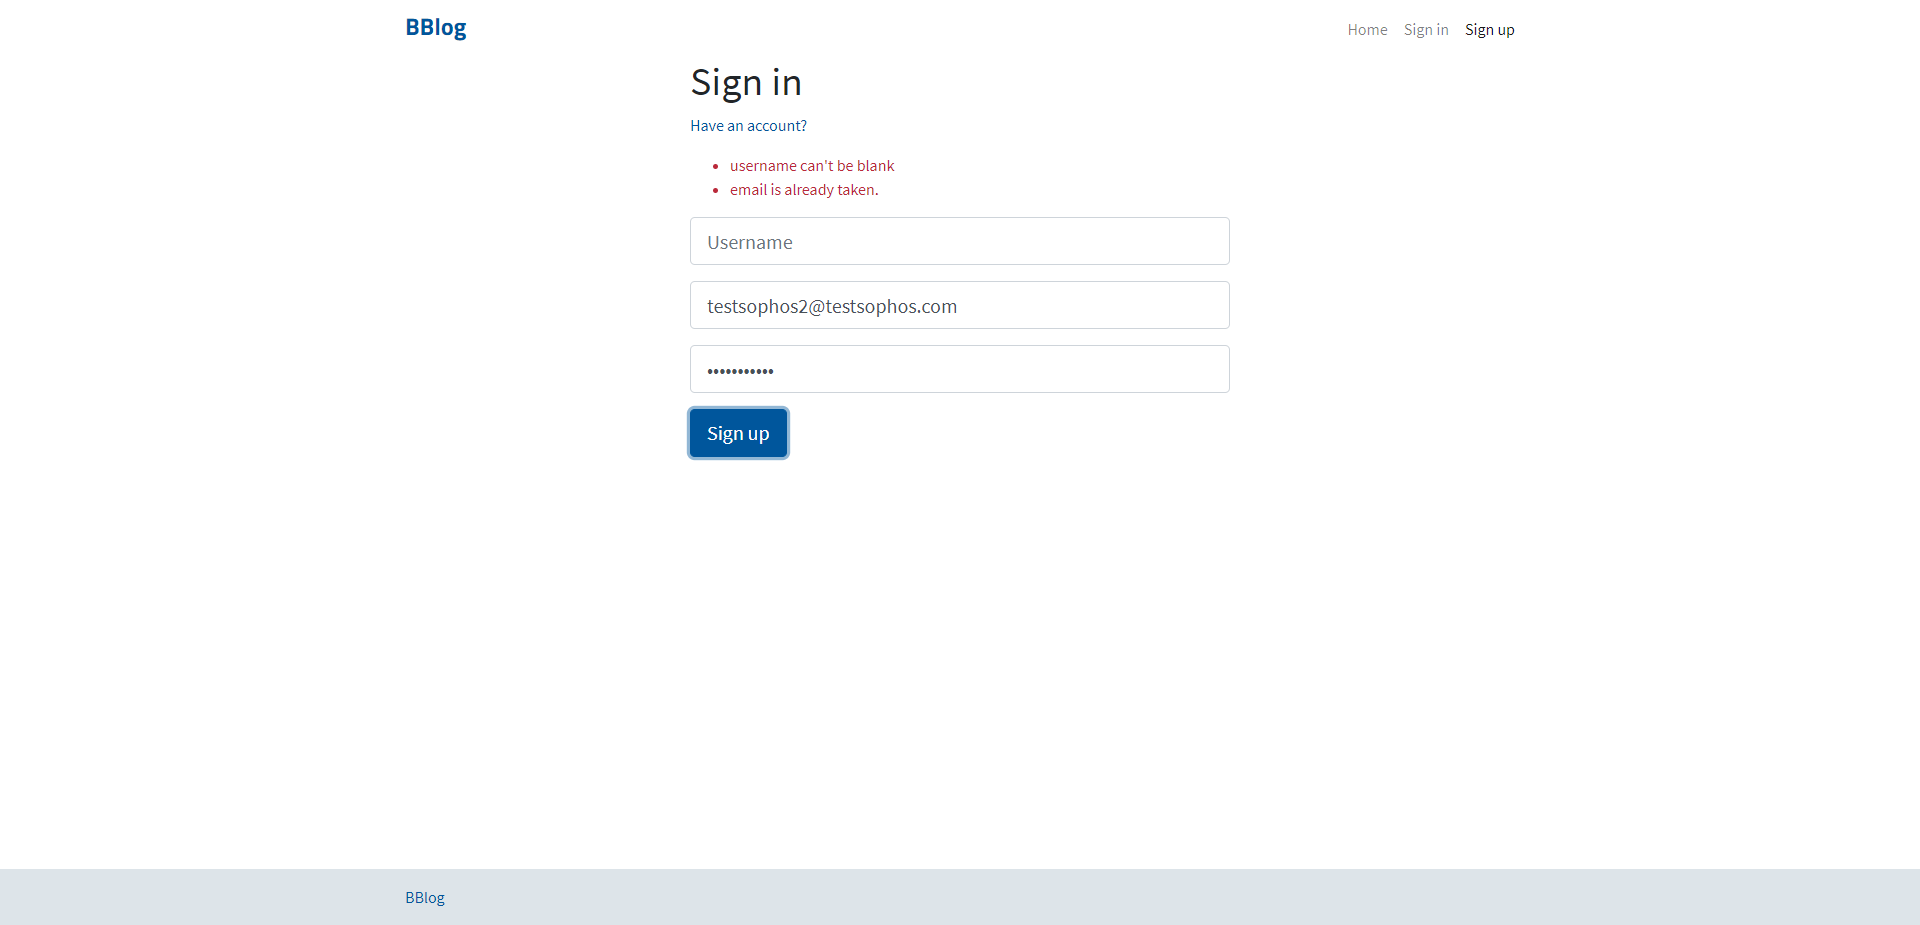 BBlog
Home Sign in Sign up
Sign in
Have an account?
username can't be blank
email is already taken.
Username
testsophos2@testsophos.com
•••••••••••
Sign up
BBlog